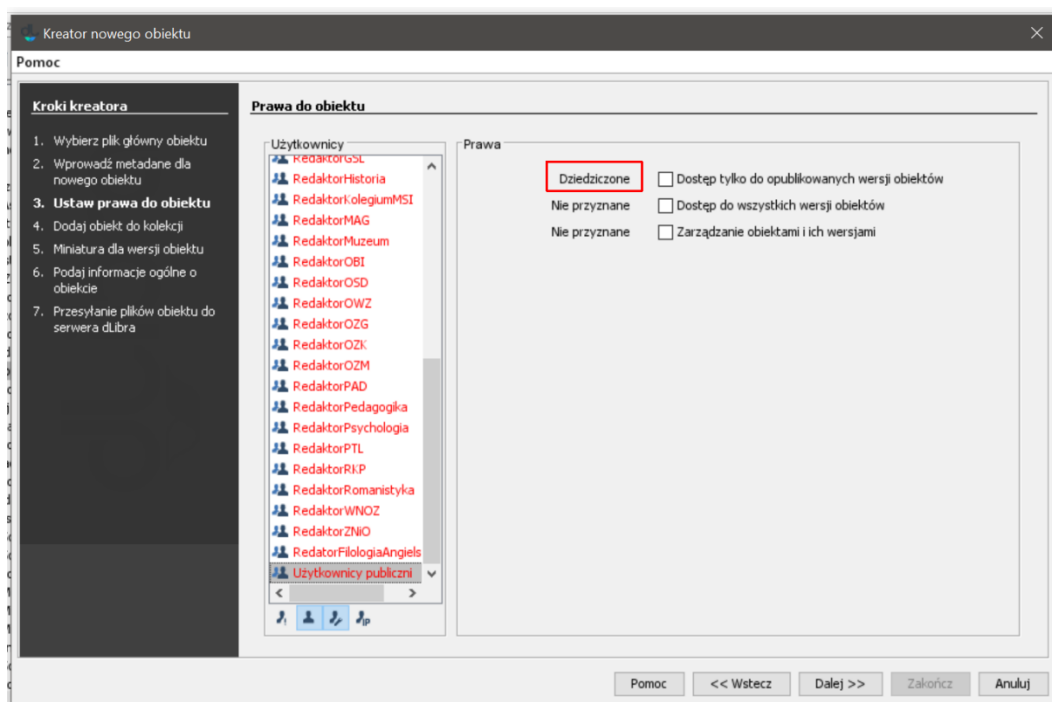 Kreator nowego obiektu
Pomoc
Kroki kreatora
1. Wybierz plik główny obiektu
2. Wprowadź metadane dla
nowego obiektu
3. Ustaw prawa do obiektu
4. Dodaj obiekt do kolekcji
5. Miniatura dla wersji obiektu
6. Podaj informacje ogólne o
obiekcie
7. Przesyłanie plików obiektu do
serwera dLibra
Prawa do obiektu
Użytkownicy
RedaktorGSL
RedaktorHistoria
RedaktorKolegiumMSI
RedaktorMAG
RedaktorMuzeum
RedaktorOBI
RedaktorOSD
RedaktorOWZ
RedaktorOZG
RedaktorOZK
RedaktorOZM
RedaktorPAD
RedaktorPedagogika
RedaktorPsychologia
RedaktorPTL
RedaktorRKP
RedaktorRomanistyka
RedaktorWNOZ
RedaktorZNiO
RedatorFilologiaAngiels
Użytkownicy publiczni
IP
Prawa
Dziedziczone Dostęp tylko do opublikowanych wersji obiektów
Nie przyznane Dostęp do wszystkich wersji obiektów
Nie przyznane Zarządzanie obiektami i ich wersjami
Pomoc << Wstecz Dalej >> Zakończ Anuluj